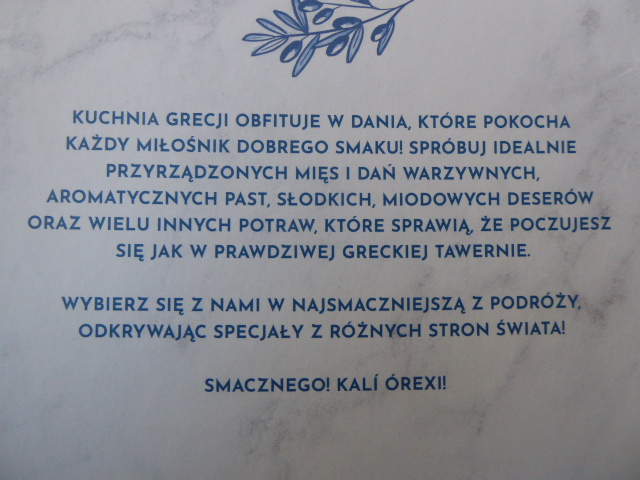 KUCHNIA GRECJI OBFITUJE W DANIA, KTÓRE POKOCHA
KAŻDY MIŁOŚNIK DOBREGO SMAKU! SPRÓBUJ IDEALNIE
PRZYRZĄDZONYCH MIĘS I DAŃ WARZYWNYCH,
AROMATYCZNYCH PAST, SŁODKICH, MIODOWYCH DESERÓW
ORAZ WIELU INNYCH POTRAW, KTÓRE SPRAWIĄ, ŻE POCZUJESZ
SIĘ JAK W PRAWDZIWEJ GRECKIEJ TAWERNIE.
WYBIERZ SIĘ Z NAMI W NAJSMACZNIEJSZĄ Z PODRÓŻY,
ODKRYWAJĄC SPECJAŁY Z RÓŻNYCH STRON ŚWIATA!
SMACZNEGO! KALÍ ÓREXI!